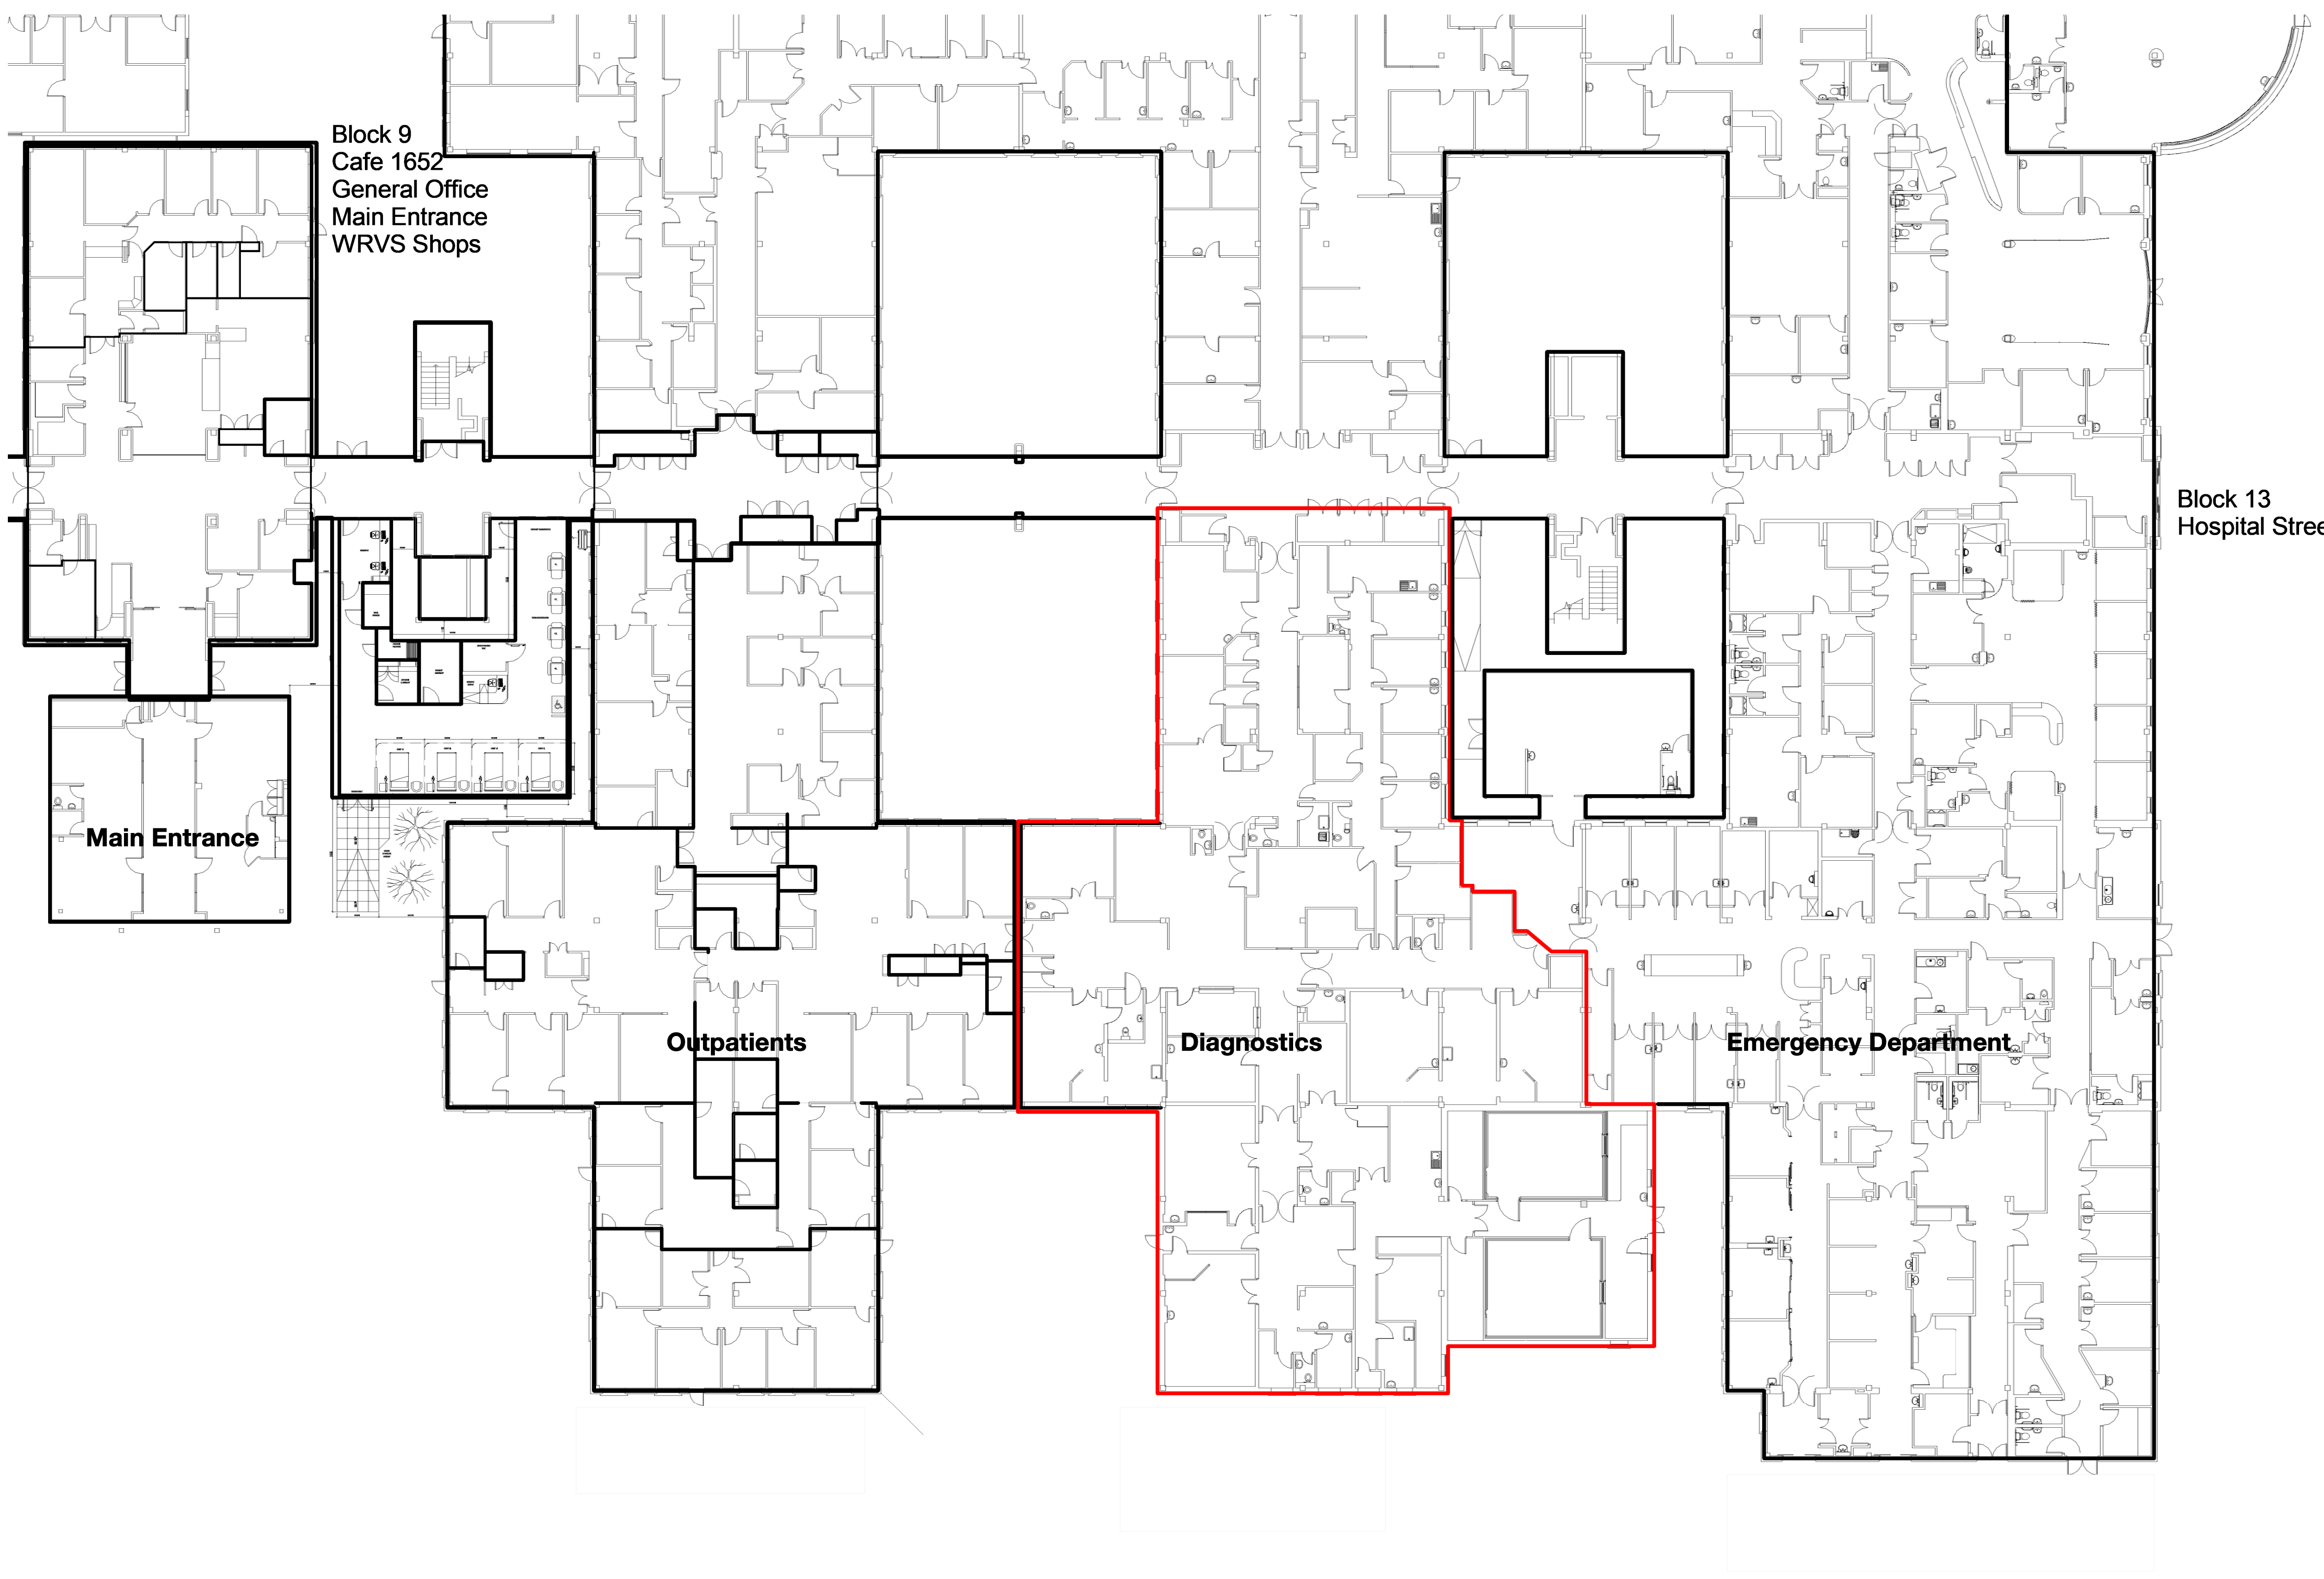 Block 9
Cafe 1652
General Office
Main Entrance
WRVS Shops
Block 13
Hospital Stree
Main Entrance
Outpatients
Diagnostics
Emergency Department